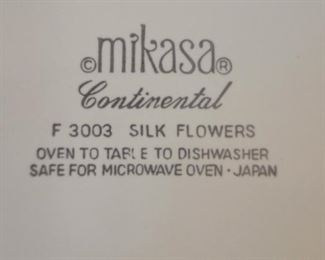 ©mikasa®
Continental
F 3003 SILK FLOWERS
OVEN TO TABLE TO DISHWASHER
SAFE FOR MICROWAVE OVEN · JAPAN